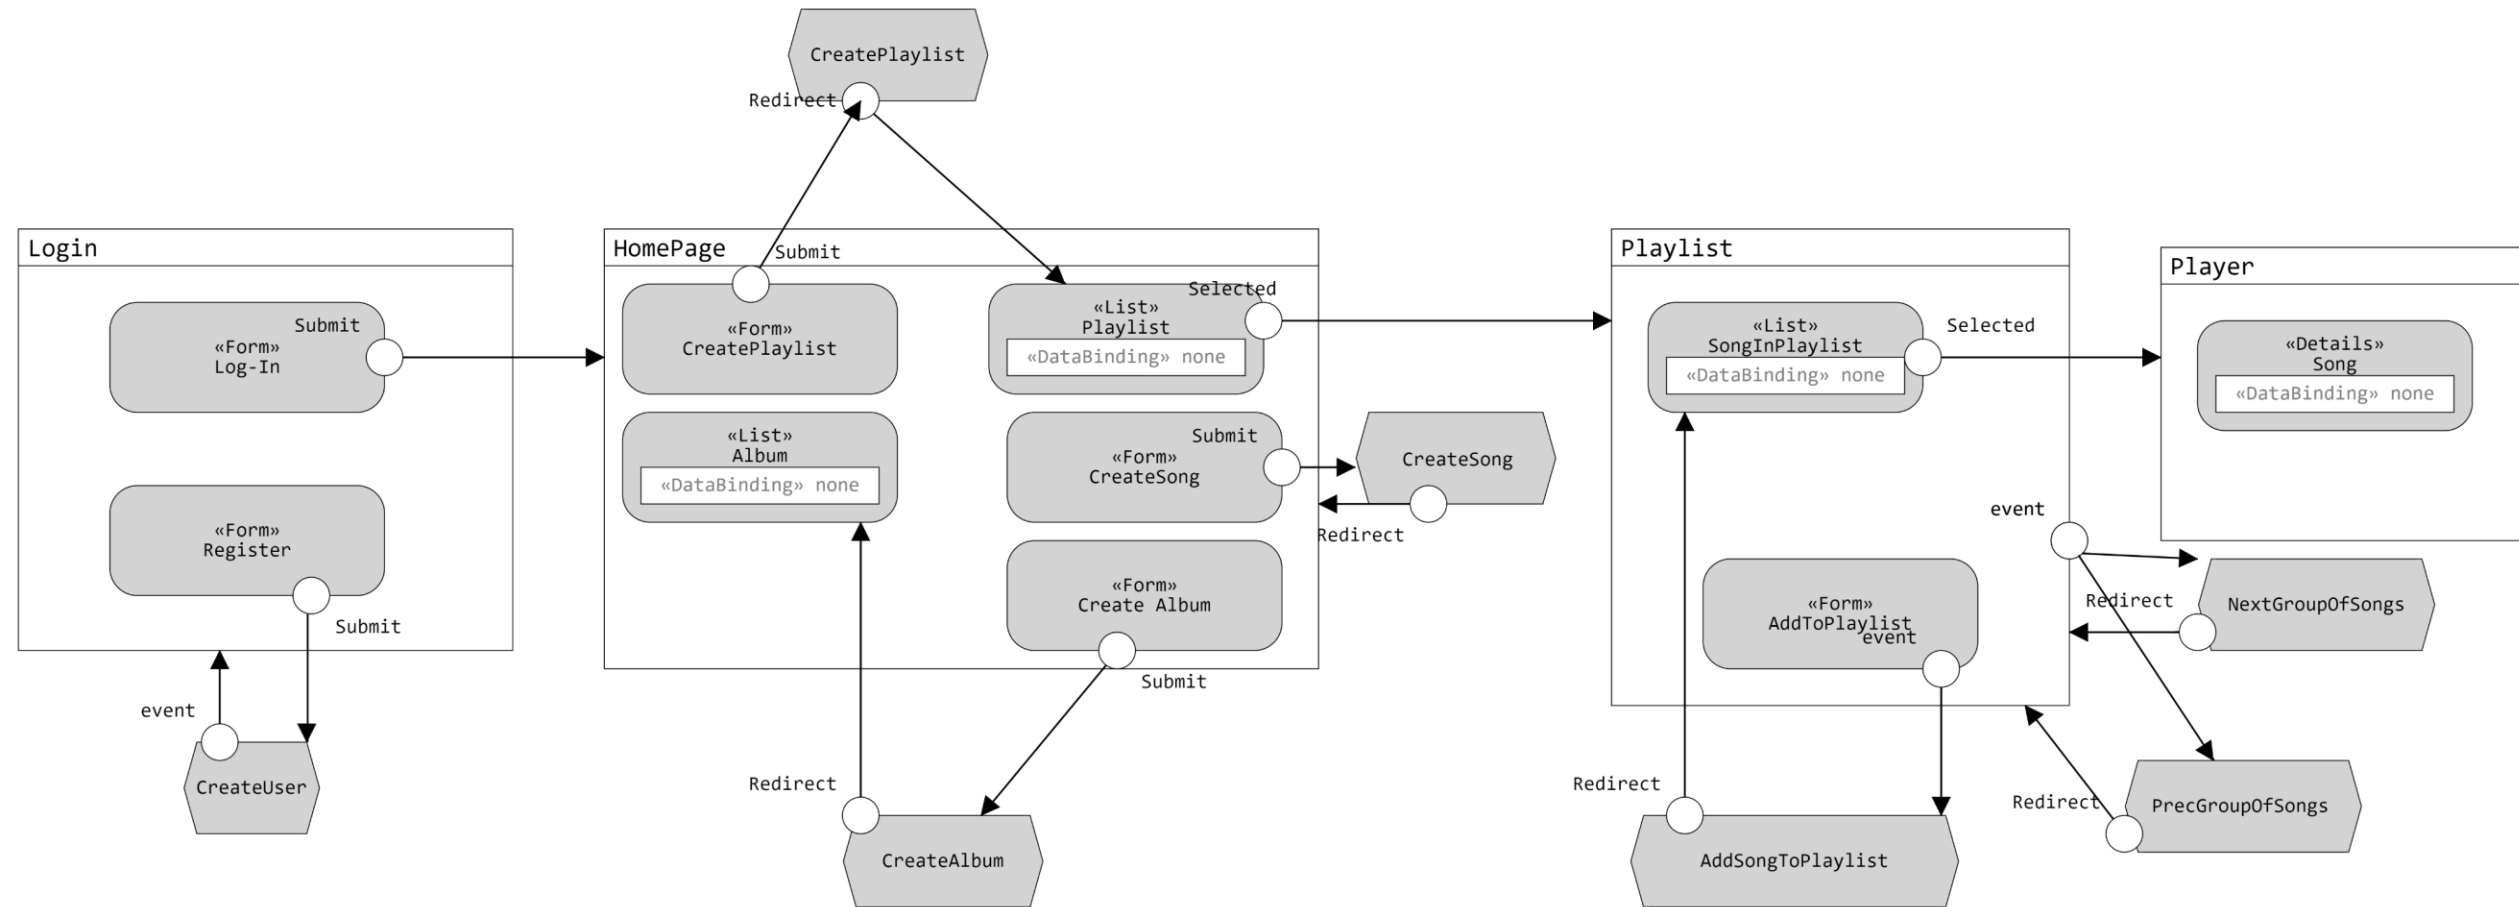 CreatePlaylist
Redirect
Login
Submit
«Form»
Log-In
«Form»
Register
Submit
event
CreateUser
HomePage
Submit
«Form»
CreatePlaylist
Selected
«List»
Playlist
«DataBinding» none
«List»
Album
«DataBinding» none
Submit
«Form»
CreateSong
CreateSong
Redirect
«Form»
Create Album
Submit
Redirect
CreateAlbum
Playlist
«List»
SongInPlaylist
«DataBinding» none
Selected
event
«Form»
AddToPlaylist
event
Redirect
AddSongToPlaylist
Player
«Details»
Song
«DataBinding» none
Redirect
NextGroupOfSongs
Redirect
PrecGroupOfSongs